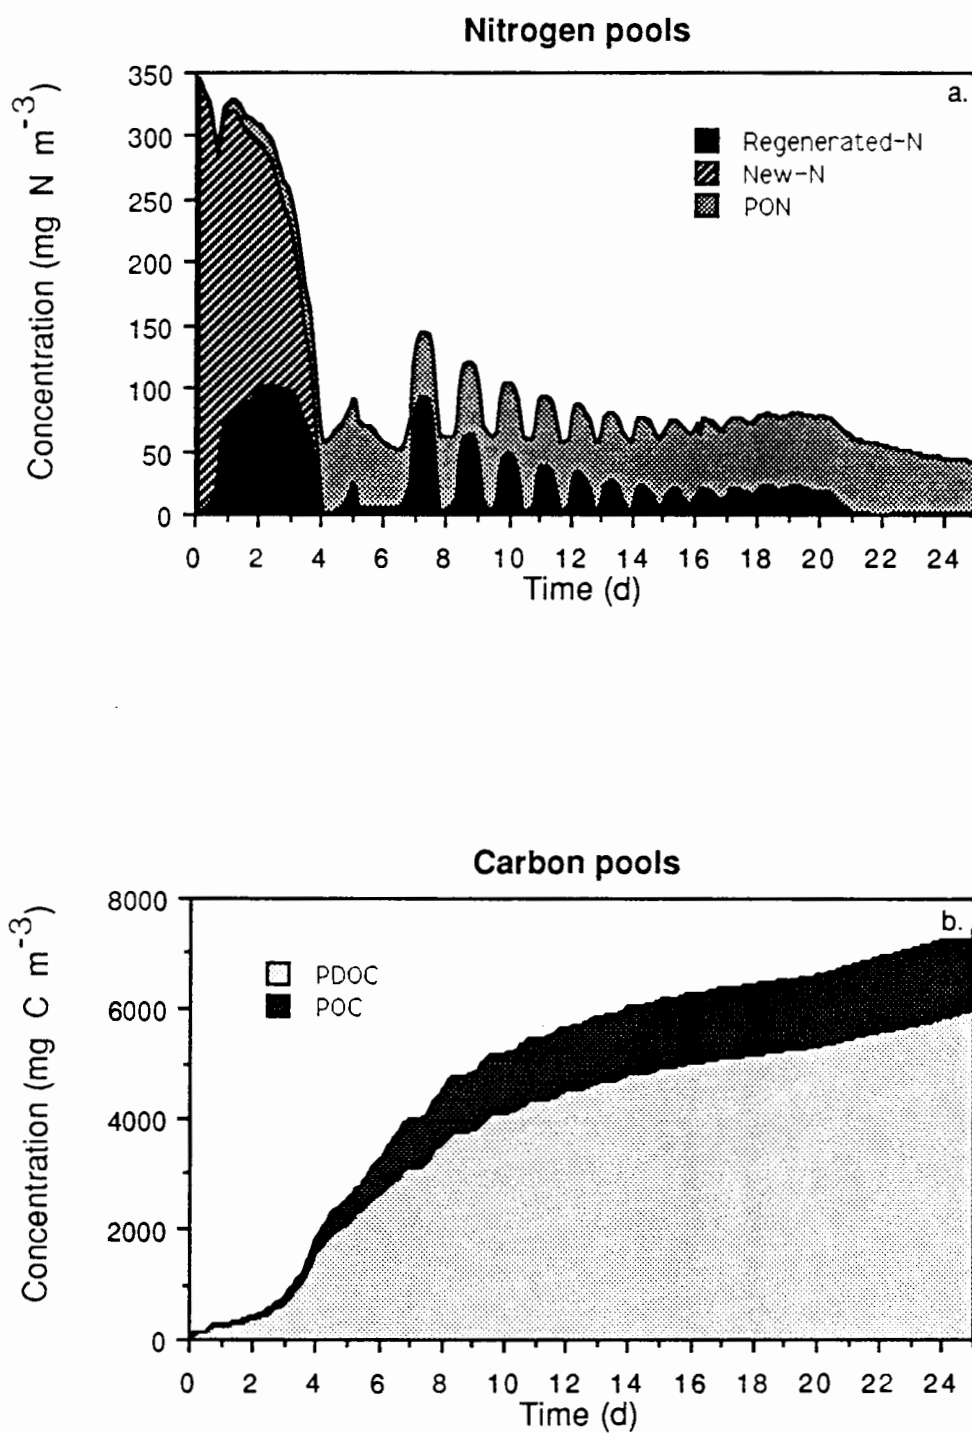 Nitrogen pools
a.
Concentration (mg N m-3)
350
300
250
200
150
100
50
0
Regenerated-N
New-N
PON
0 2 4 6 8 10 12 14 16 18 20 22 24
Time (d)
Carbon pools
b.
Concentration (mg C m-3)
8000
6000
4000
2000
0
PDOC
POC
0 2 4 6 8 10 12 14 16 18 20 22 24
Time (d)